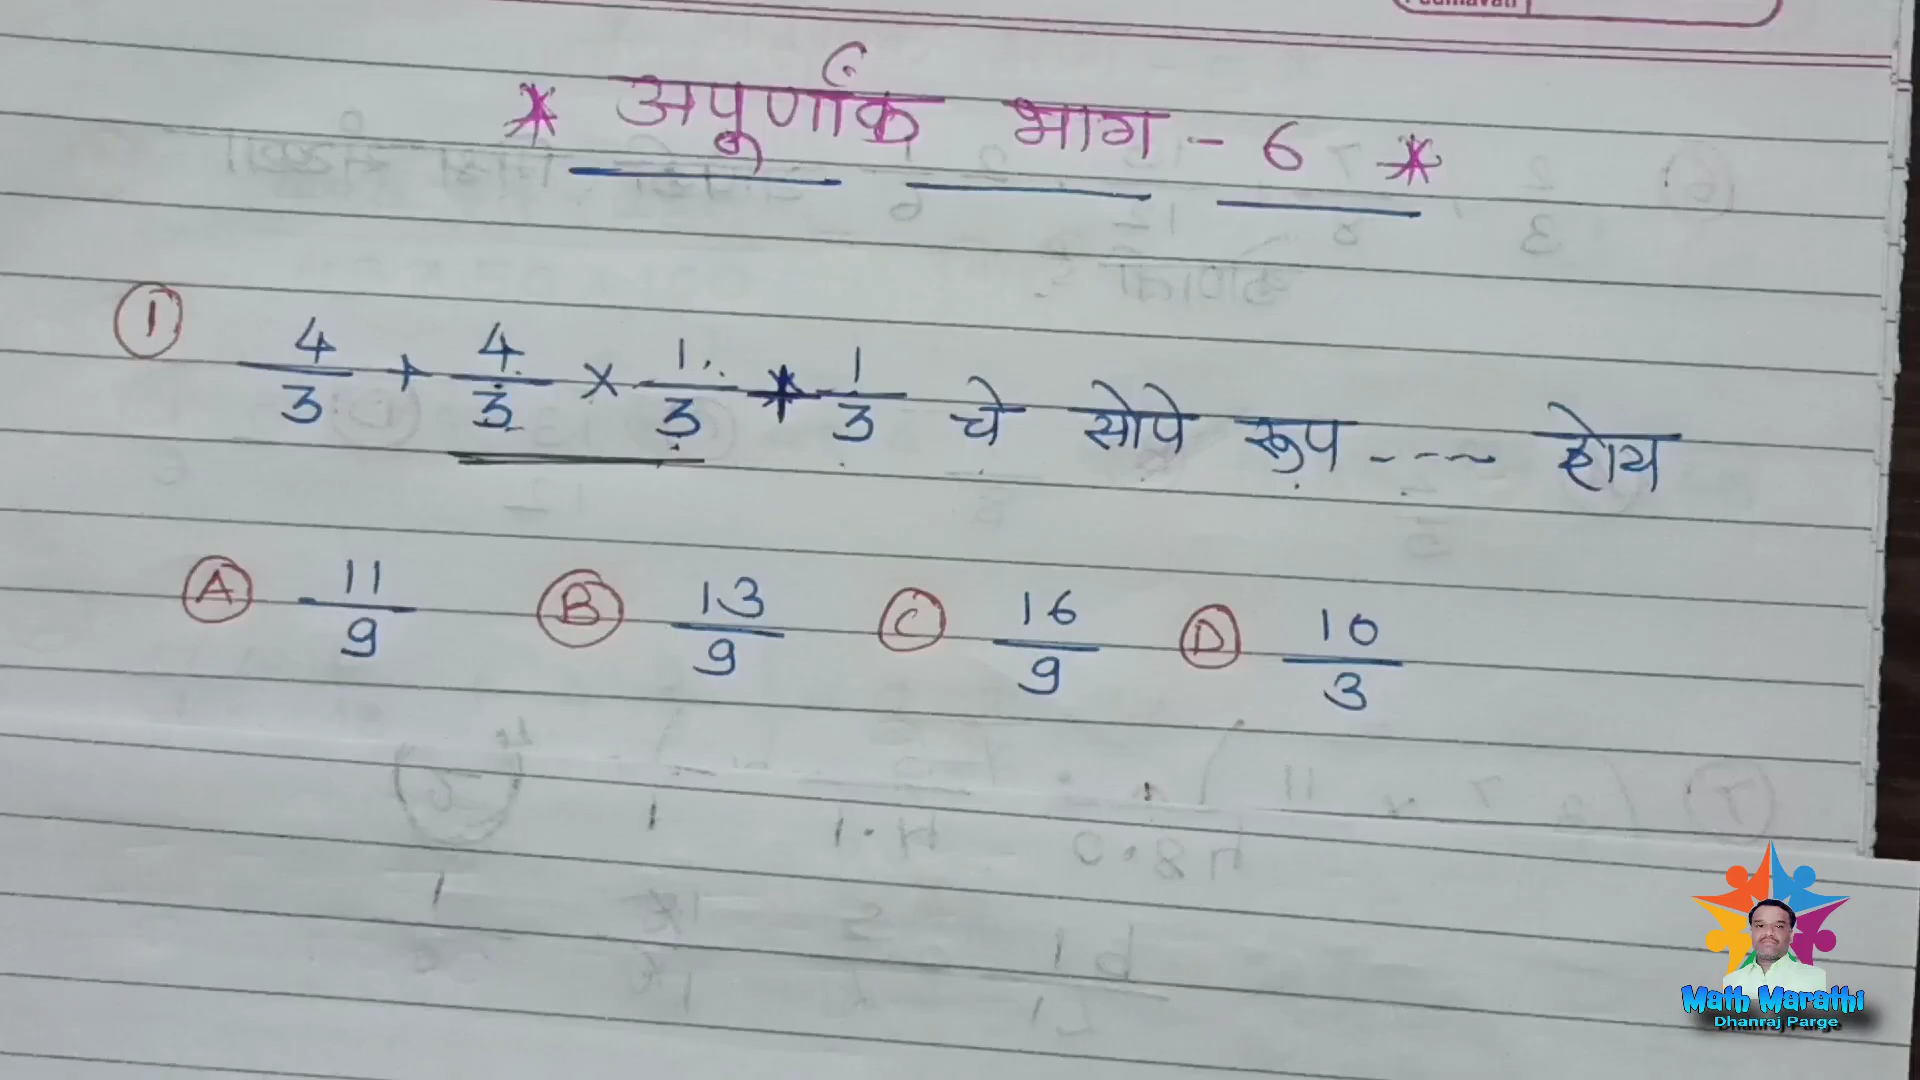 * अपूर्णांक भाग - 6 *
① 4/3 + 4/3 × 1/3 * 1/3 चे सोपे रूप ---- होय
Ⓐ 11/9 Ⓑ 13/9 Ⓒ 16/9 Ⓓ 10/3
Math Marathi
Dhanraj Parge